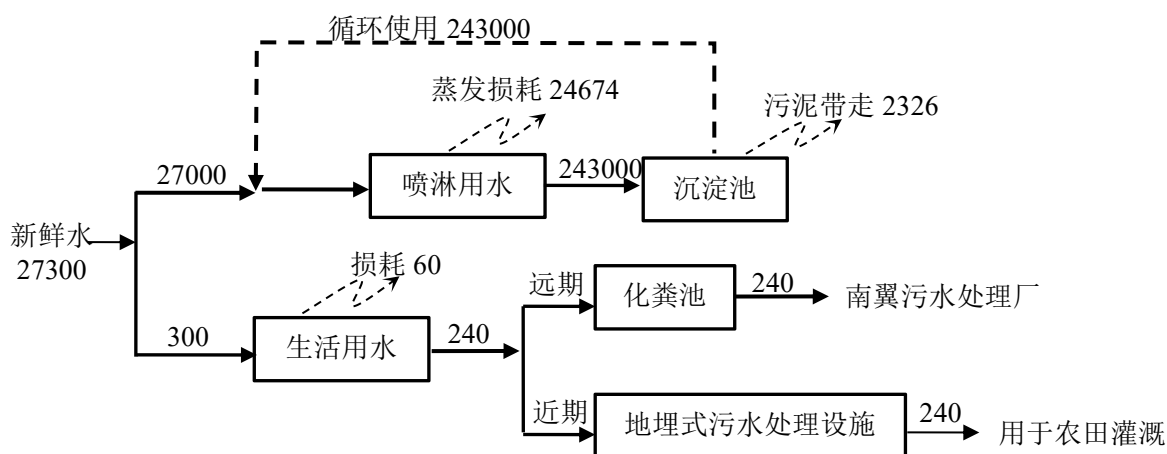 循环使用 243000
蒸发损耗 24674
污泥带走 2326
27000
喷淋用水
243000
沉淀池
新鲜水
27300
损耗 60
远期
化粪池
240
南翼污水处理厂
300
生活用水
240
近期
地埋式污水处理设施
240
用于农田灌溉